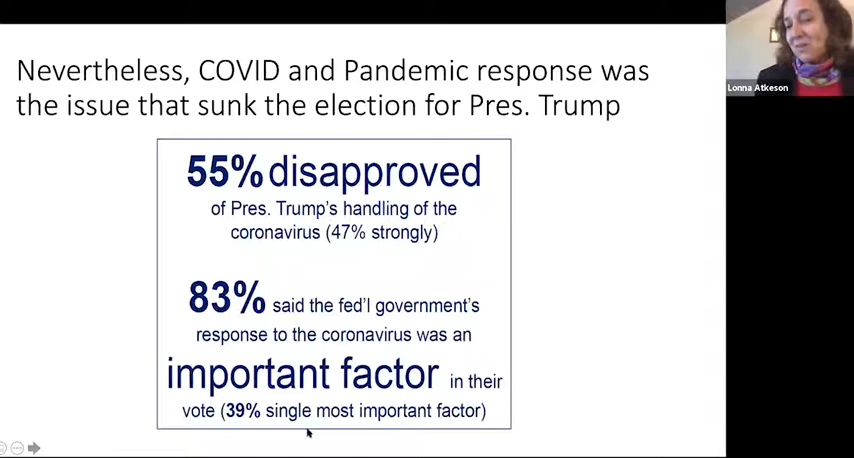 Nevertheless, COVID and Pandemic response was
the issue that sunk the election for Pres. Trump
55% disapproved
of Pres. Trump's handling of the
coronavirus (47% strongly)
83% said the fed'l government's
response to the coronavirus was an
important factor in their
vote (39% single most important factor)
Lonna Atkeson